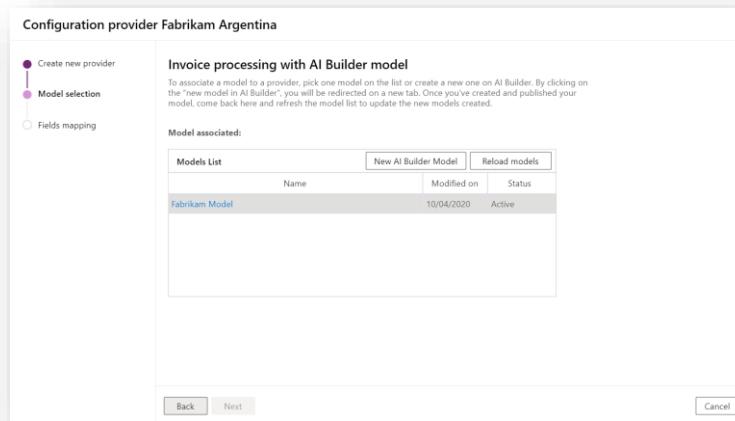 Configuration provider Fabrikam Argentina
Create new provider
Model selection
Fields mapping
Invoice processing with AI Builder model
To associate a model to a provider, pick one model on the list or create a new one on AI Builder. By clicking on
the "new model in AI Builder", you will be redirected on a new tab. Once you've created and published your
model, come back here and refresh the model list to update the new models created.
Model associated:
Models List
New AI Builder Model
Reload models
Name
Modified on
Status
Fabrikam Model
10/04/2020
Active
Back
Next
Cancel